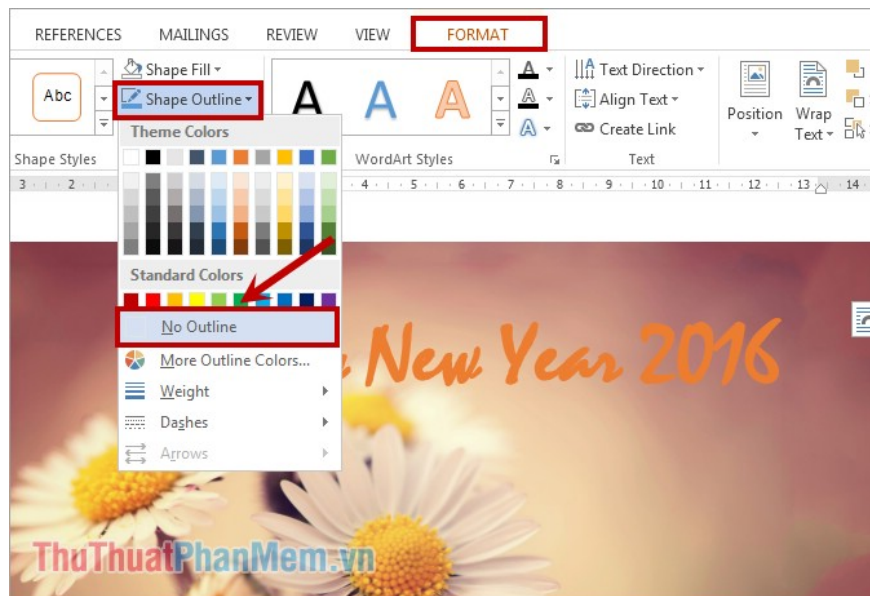 REFERENCES MAILINGS REVIEW VIEW FORMAT
Abc
Shape Fill
Shape Outline
A A A
A
A
A
Text Direction
Align Text
Create Link
Position
Wrap
Text
Shape Styles
WordArt Styles
Text
Theme Colors
3 2 4 5 6 7 8 9 10 11 12 13 14
Standard Colors
No Outline
More Outline Colors...
Weight
Dashes
Arrows
New Year 2016
ThuThuatPhanMem.vn